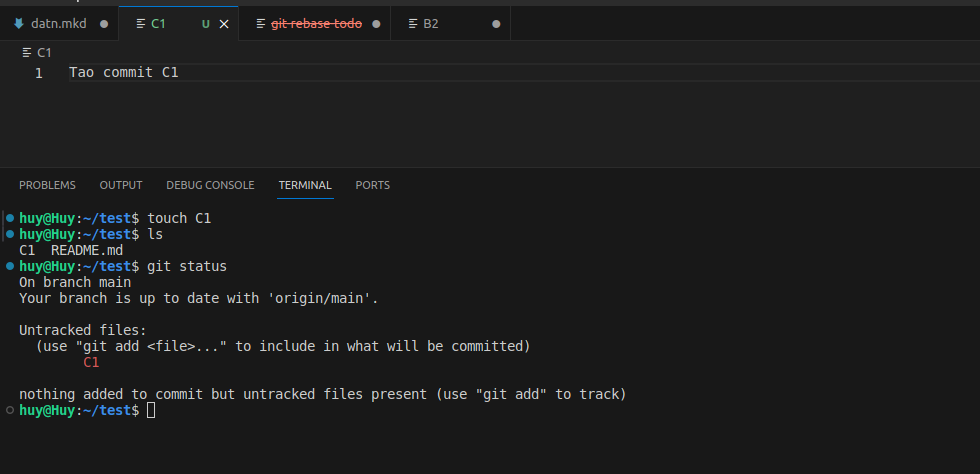 datn.mkd
C1 U
git-rebase-todo
B2
C1
1 Tao commit C1
PROBLEMS OUTPUT DEBUG CONSOLE TERMINAL PORTS
huy@Huy:~/test$ touch C1
huy@Huy:~/test$ ls
C1  README.md
huy@Huy:~/test$ git status
On branch main
Your branch is up to date with 'origin/main'.
Untracked files:
  (use "git add <file>..." to include in what will be committed)
        C1
nothing added to commit but untracked files present (use "git add" to track)
huy@Huy:~/test$